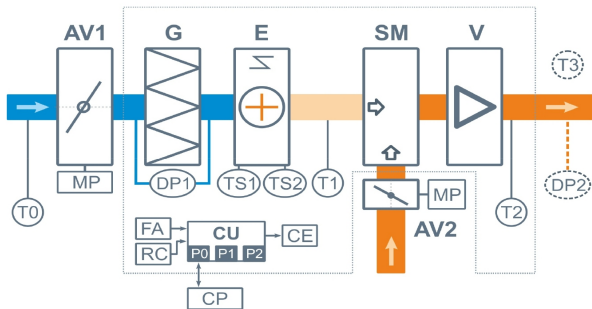 AV1 G E SM V
T3
MP DP1 TS1 TS2 T1 MP DP2
T0 T2
AV2
FA CU CE
RC P0 P1 P2
CP